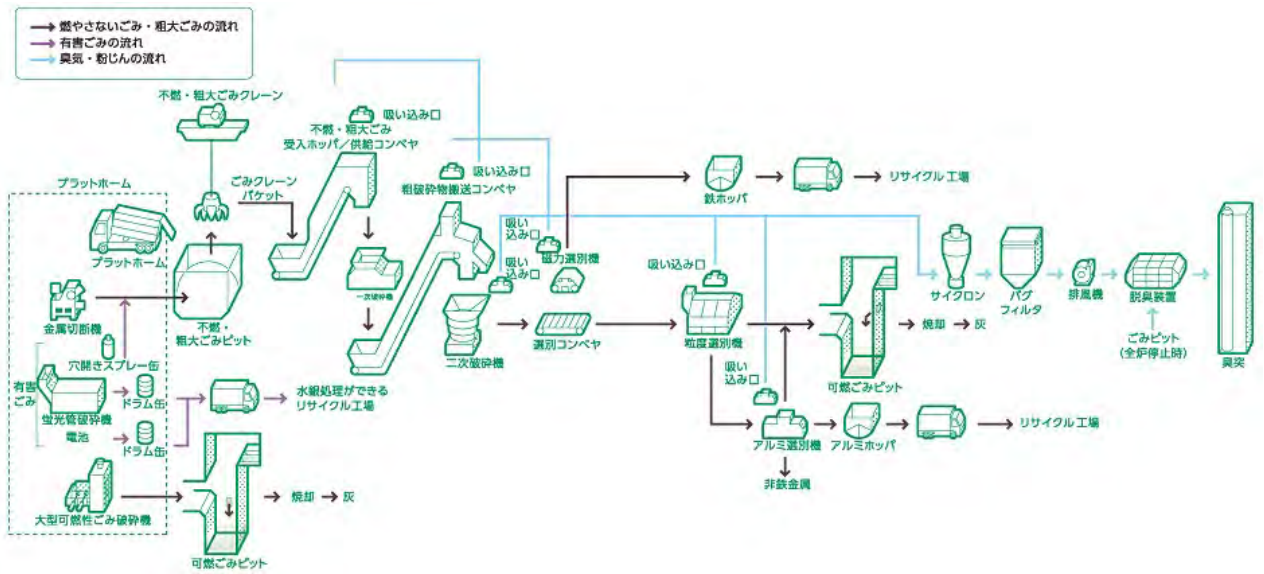 燃やさないごみ・粗大ごみの流れ
有害ごみの流れ
臭気・粉じんの流れ
不燃・粗大ごみクレーン
吸い込み口
不燃・粗大ごみ
受入ホッパ／供給コンベヤ
吸い込み口
粗破砕物搬送コンベヤ
プラットホーム
ごみクレーン
バケット
鉄ホッパ
リサイクル工場
プラットホーム
吸い
込み口
磁力選別機
吸い
込み口
吸い込み口
一次破砕機
金属切断機
不燃・
粗大ごみピット
サイクロン
バグ
フィルタ
排風機
脱臭装置
二次破砕機
選別コンベヤ
粒度選別機
焼却
灰
ごみピット
(全炉停止時)
臭突
穴開きスプレー缶
有害
ごみ
蛍光管破砕機
ドラム缶
水銀処理ができる
リサイクル工場
吸い
込み口
可燃ごみピット
電池
ドラム缶
アルミ選別機
アルミホッパ
リサイクル工場
非鉄金属
大型可燃性ごみ破砕機
焼却
灰
可燃ごみピット